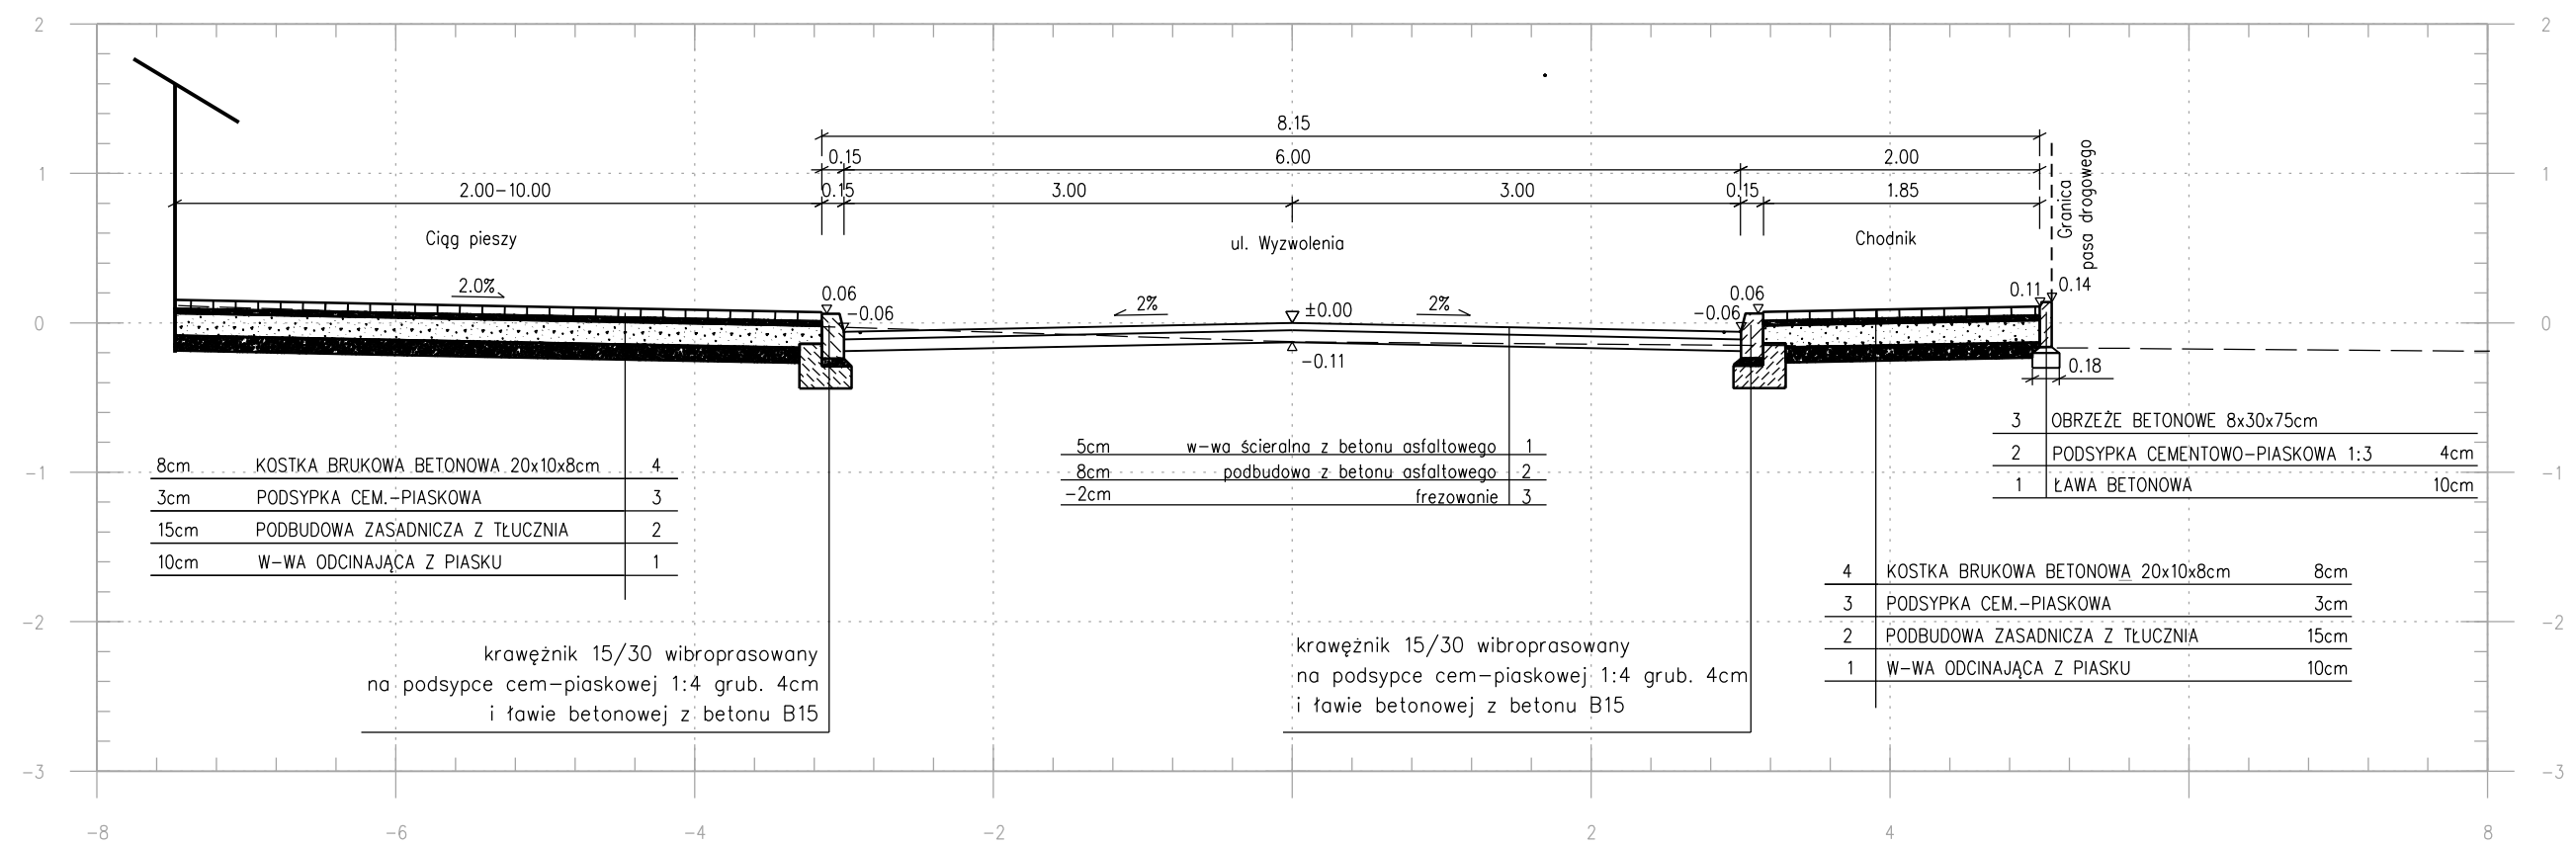 2 2
8.15
0.15 6.00 2.00
1 1
2.00-10.00 0.15 3.00 3.00 0.15 1.85
Granica
pasa drogowego
Ciąg pieszy ul. Wyzwolenia Chodnik
2.0% 0.06 -0.06 2% ±0.00 2% 0.06 -0.06 0.11 0.14
0 0
-0.11
0.18
8cm KOSTKA BRUKOWA BETONOWA 20x10x8cm 4
3cm PODSYPKA CEM.-PIASKOWA 3
15cm PODBUDOWA ZASADNICZA Z TŁUCZNIA 2
10cm W-WA ODCINAJĄCA Z PIASKU 1
5cm w-wa ścieralna z betonu asfaltowego 1
8cm podbudowa z betonu asfaltowego 2
-2cm frezowanie 3
3 OBRZEŻE BETONOWE 8x30x75cm
2 PODSYPKA CEMENTOWO-PIASKOWA 1:3 4cm
1 ŁAWA BETONOWA 10cm
-1 -1
4 KOSTKA BRUKOWA BETONOWA 20x10x8cm 8cm
3 PODSYPKA CEM.-PIASKOWA 3cm
2 PODBUDOWA ZASADNICZA Z TŁUCZNIA 15cm
1 W-WA ODCINAJĄCA Z PIASKU 10cm
-2 -2
krawężnik 15/30 wibroprasowany
na podsypce cem-piaskowej 1:4 grub. 4cm
i ławie betonowej z betonu B15
krawężnik 15/30 wibroprasowany
na podsypce cem-piaskowej 1:4 grub. 4cm
i ławie betonowej z betonu B15
-3 -3
-8 -6 -4 -2 2 4 8